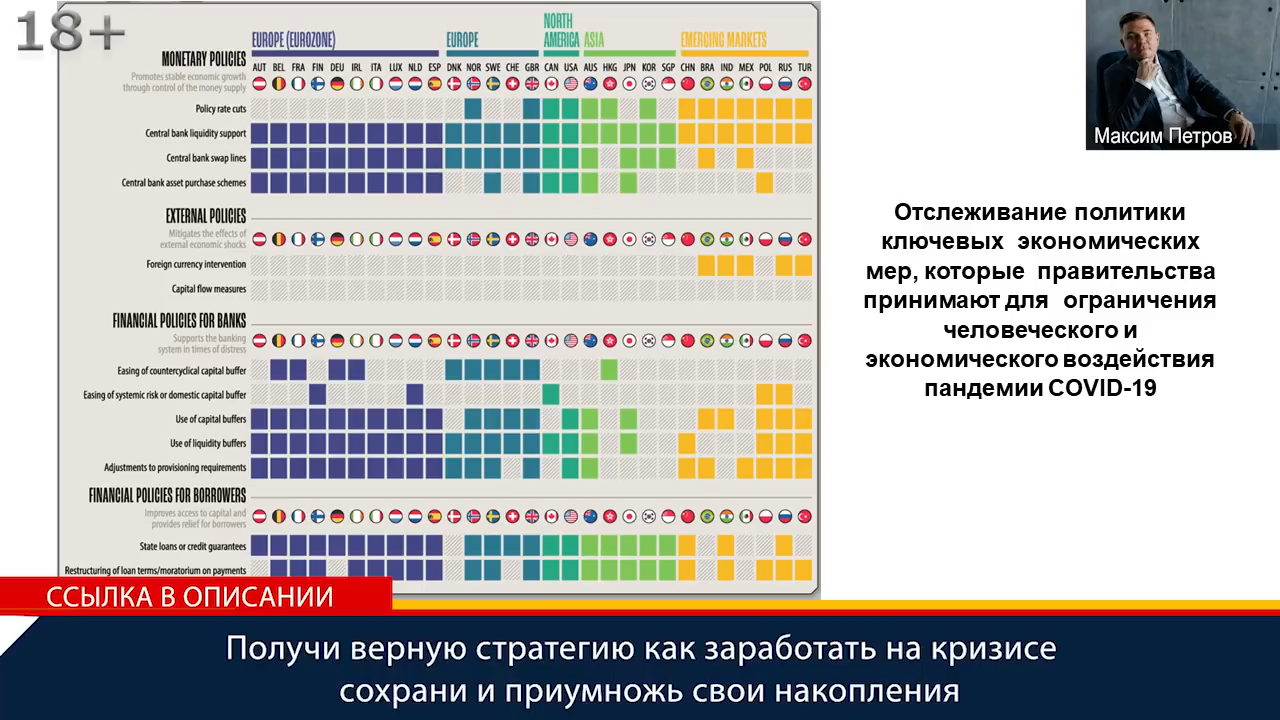 18+
EUROPE (EUROZONE)
EUROPE
NORTH
AMERICA
ASIA
EMERGING MARKETS
MONETARY POLICIES
AUT BEL FRA FIN DEU IRL ITA LUX NLD ESP DNK NOR SWE CHE GBR CAN USA AUS HKG JPN KOR SGP CHN BRA IND MEX POL RUS TUR
Promotes stable economic growth
through control of the money supply
Policy rate cuts
Central bank liquidity support
Central bank swap lines
Central bank asset purchase schemes
EXTERNAL POLICIES
Mitigates the effects of
external economic shocks
Foreign currency intervention
Capital flow measures
FINANCIAL POLICIES FOR BANKS
Supports the banking
system in times of distress
Easing of countercyclical capital buffer
Easing of systemic risk or domestic capital buffer
Use of capital buffers
Use of liquidity buffers
Adjustments to provisioning requirements
FINANCIAL POLICIES FOR BORROWERS
Improves access to capital and
provides relief for borrowers
State loans or credit guarantees
Restructuring of loan terms/moratorium on payments
Максим Петров
Отслеживание политики
ключевых экономических
мер, которые правительства
принимают для ограничения
человеческого и
экономического воздействия
пандемии COVID-19
ССЫЛКА В ОПИСАНИИ
Получи верную стратегию как заработать на кризисе
сохрани и приумножь свои накопления